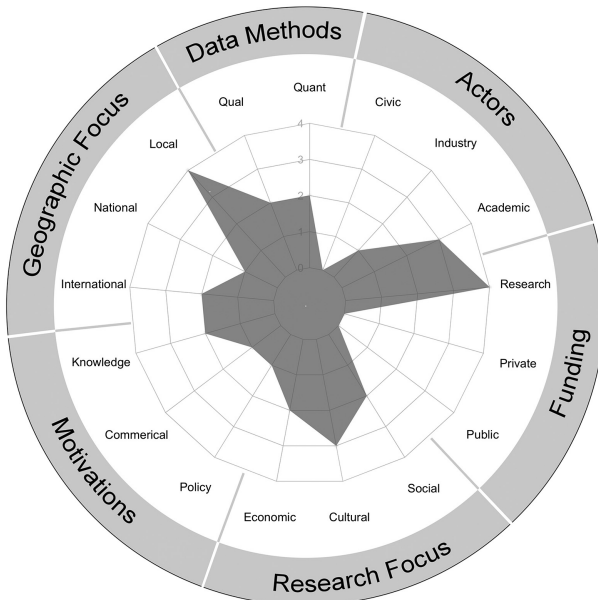 Data Methods
Actors
Funding
Research Focus
Motivations
Geographic Focus
Quant
Civic
Industry
Academic
Research
Private
Public
Social
Cultural
Economic
Policy
Commerical
Knowledge
International
National
Local
Qual
4
3
2
1
0